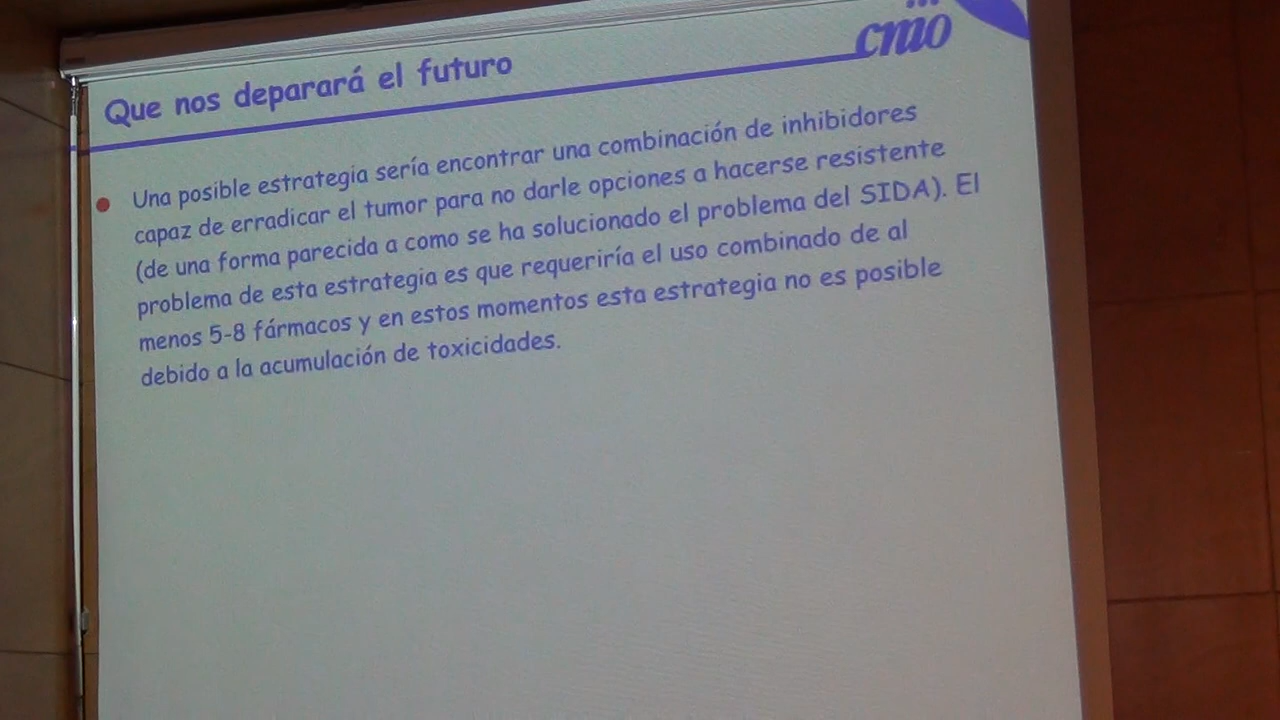 cnio
Que nos deparará el futuro
Una posible estrategia sería encontrar una combinación de inhibidores
capaz de erradicar el tumor para no darle opciones a hacerse resistente
(de una forma parecida a como se ha solucionado el problema del SIDA). El
problema de esta estrategia es que requeriría el uso combinado de al
menos 5-8 fármacos y en estos momentos esta estrategia no es posible
debido a la acumulación de toxicidades.